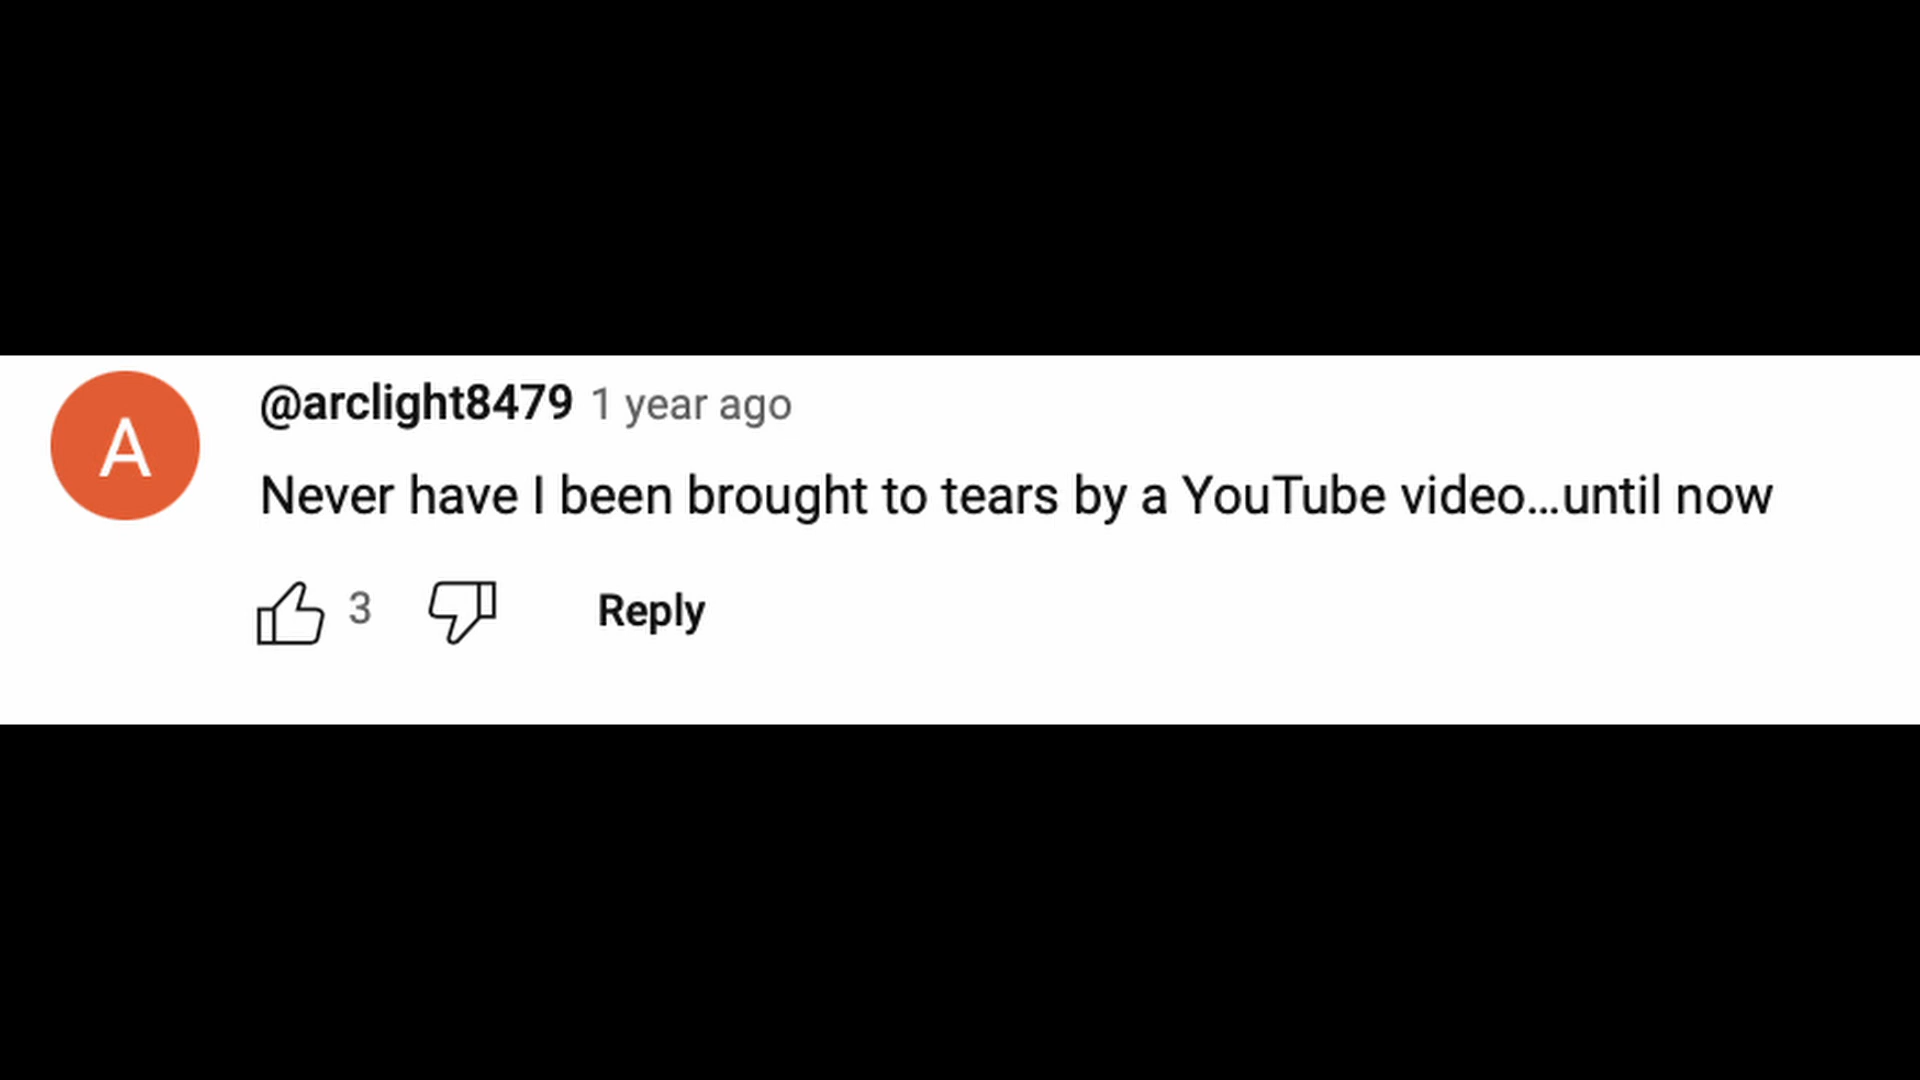 A
@arclight8479 1 year ago
Never have I been brought to tears by a YouTube video...until now
3 Reply